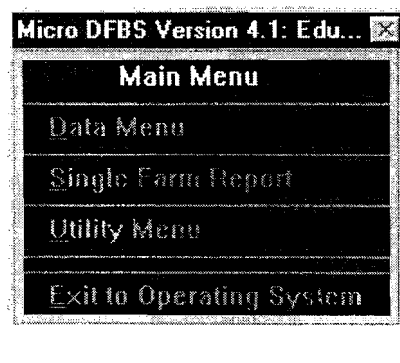 Micro DFBS Version 4.1: Edu...
Main Menu
Data Menu
Single Farm Report
Utility Menu
Exit to Operating System